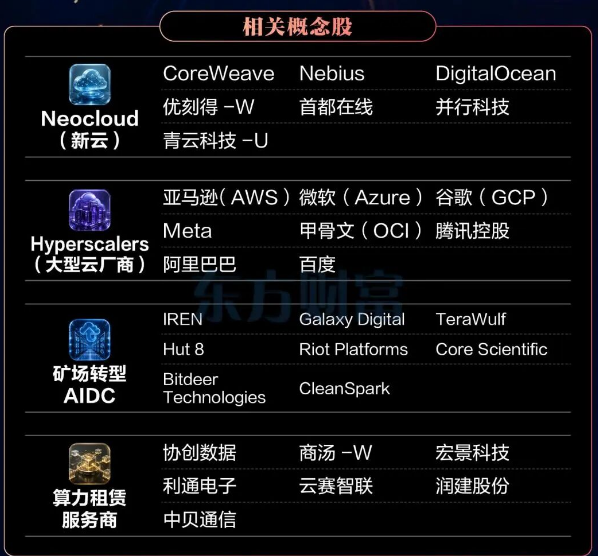 相关概念股
Neocloud
（新云）
CoreWeave Nebius DigitalOcean
优刻得 -W 首都在线 并行科技
青云科技 -U
Hyperscalers
（大型云厂商）
亚马逊（AWS） 微软（Azure） 谷歌（GCP）
Meta 甲骨文（OCI） 腾讯控股
阿里巴巴 百度
东方财富
矿场转型
AIDC
IREN Galaxy Digital TeraWulf
Hut 8 Riot Platforms Core Scientific
Bitdeer
Technologies CleanSpark
算力租赁
服务商
协创数据 商汤 -W 宏景科技
利通电子 云赛智联 润建股份
中贝通信